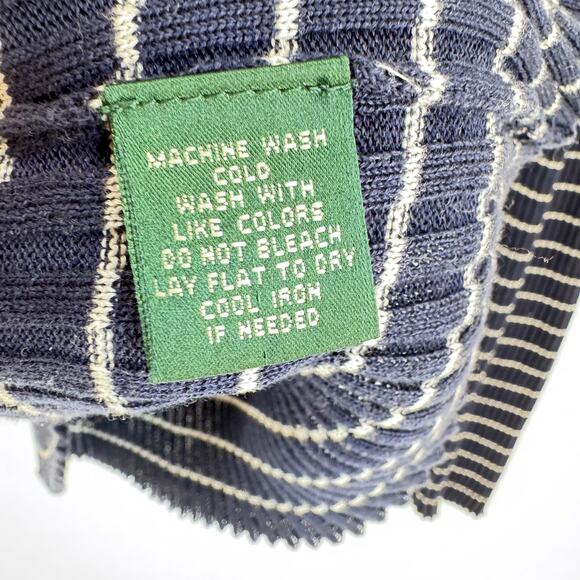 MACHINE WASH
COLD
WASH WITH
LIKE COLORS
DO NOT BLEACH
LAY FLAT TO DRY
COOL IRON
IF NEEDED